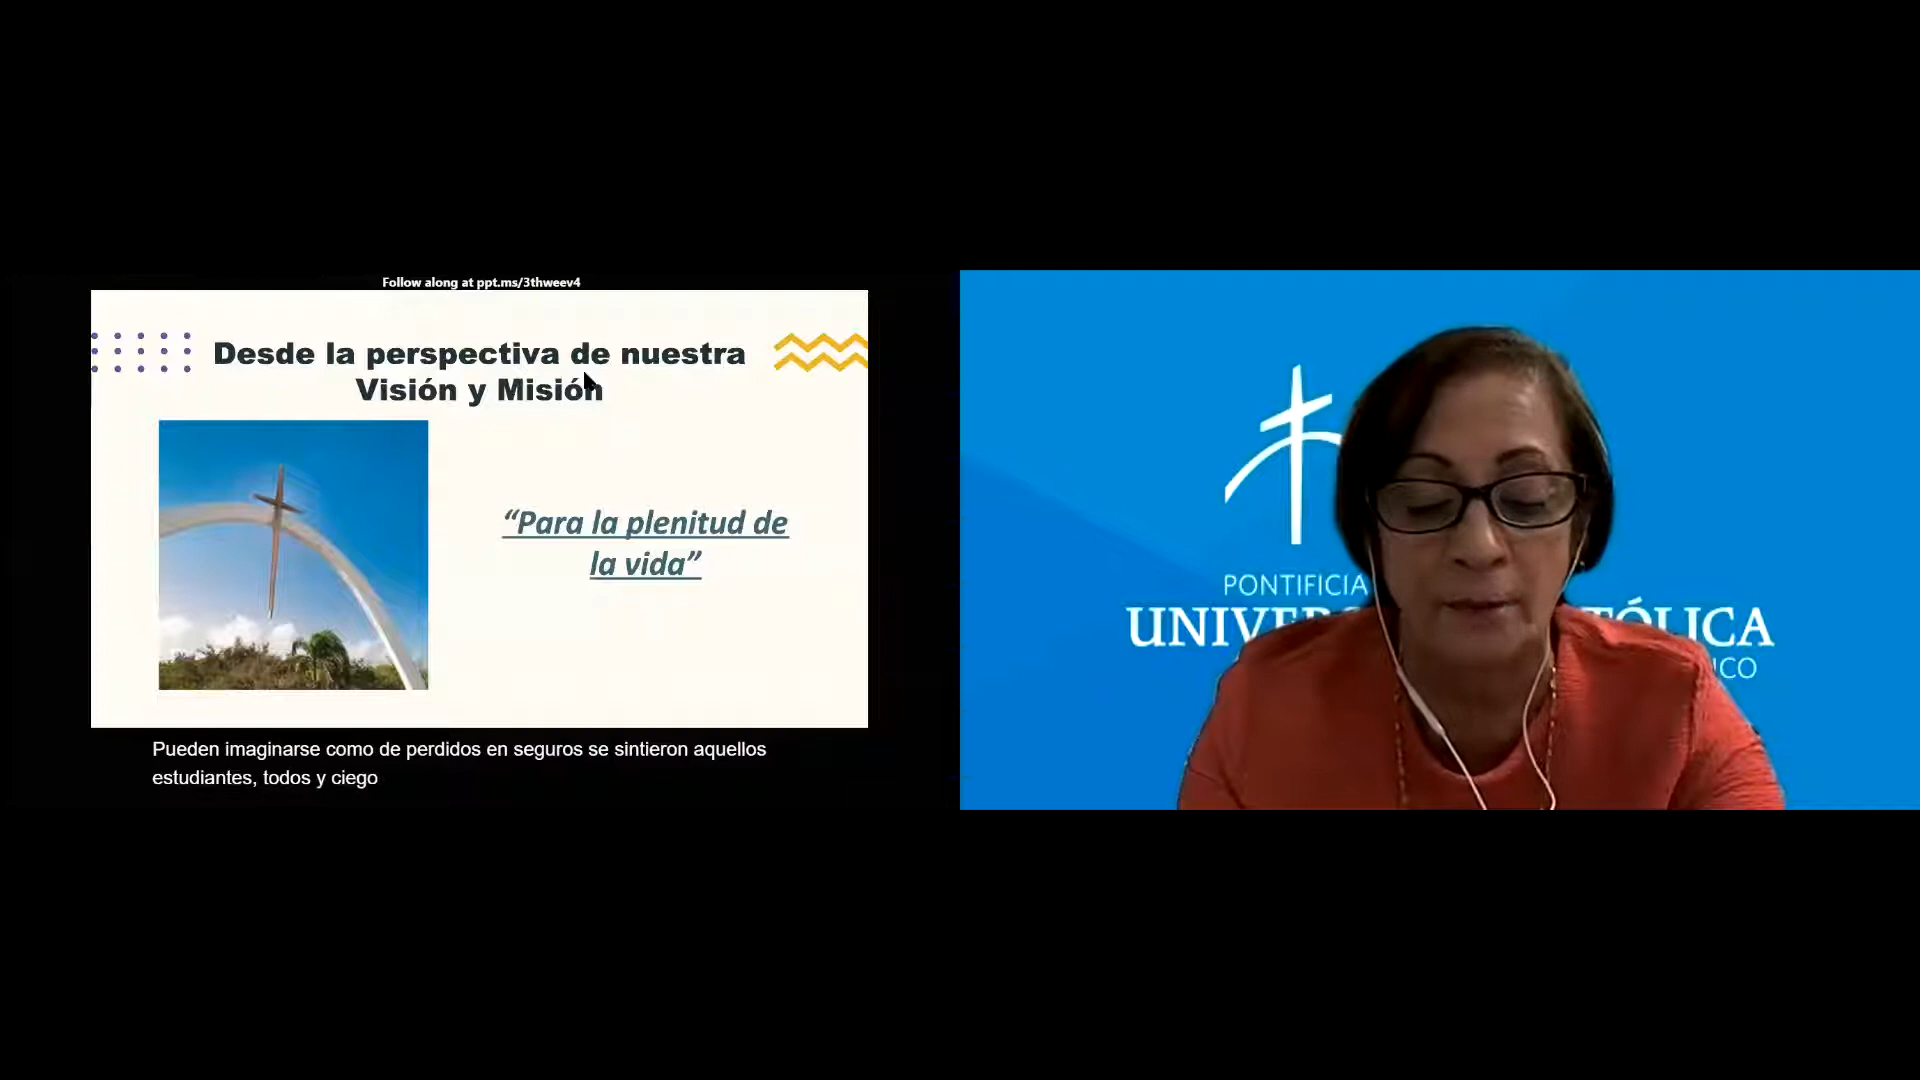 Follow along at ppt.ms/3thweev4
Desde la perspectiva de nuestra
Visión y Misión
“Para la plenitud de
la vida”
Pueden imaginarse como de perdidos en seguros se sintieron aquellos
estudiantes, todos y ciego
PONTIFICIA